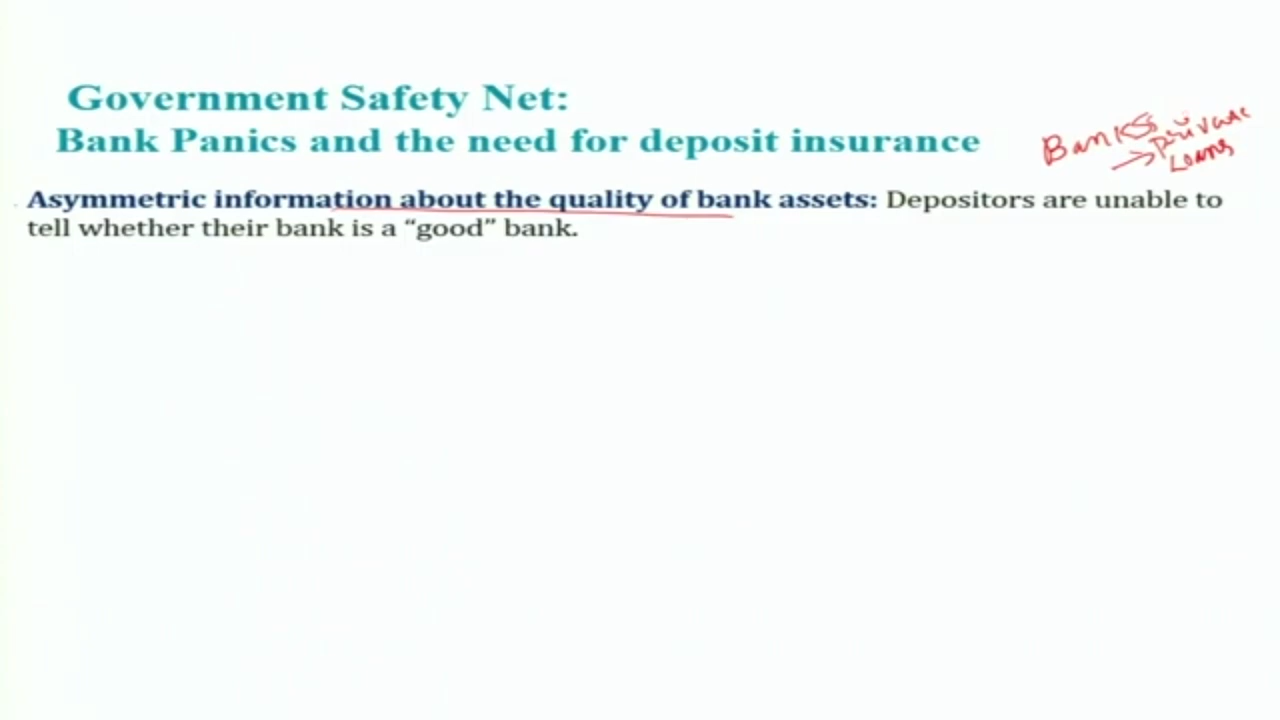 Government Safety Net:
Bank Panics and the need for deposit insurance
Banks
→ private
Loans
Asymmetric information about the quality of bank assets: Depositors are unable to
tell whether their bank is a “good” bank.